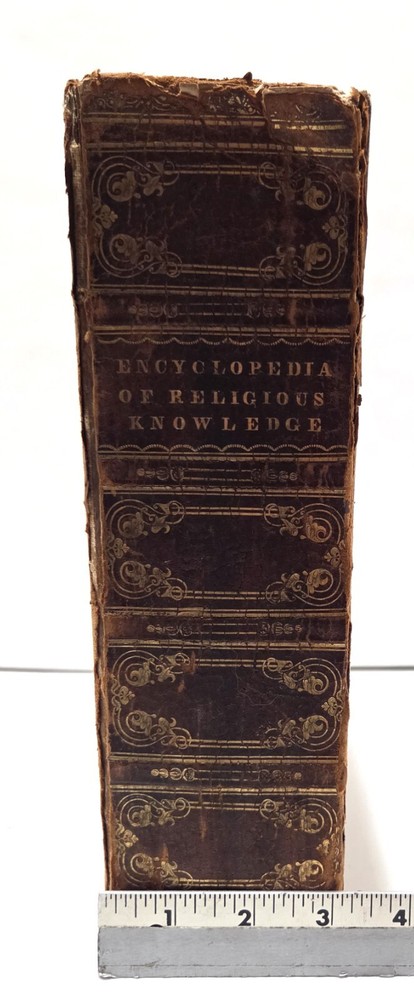 ENCYCLOPEDIA
OF RELIGIOUS
KNOWLEDGE
1 2 3 4